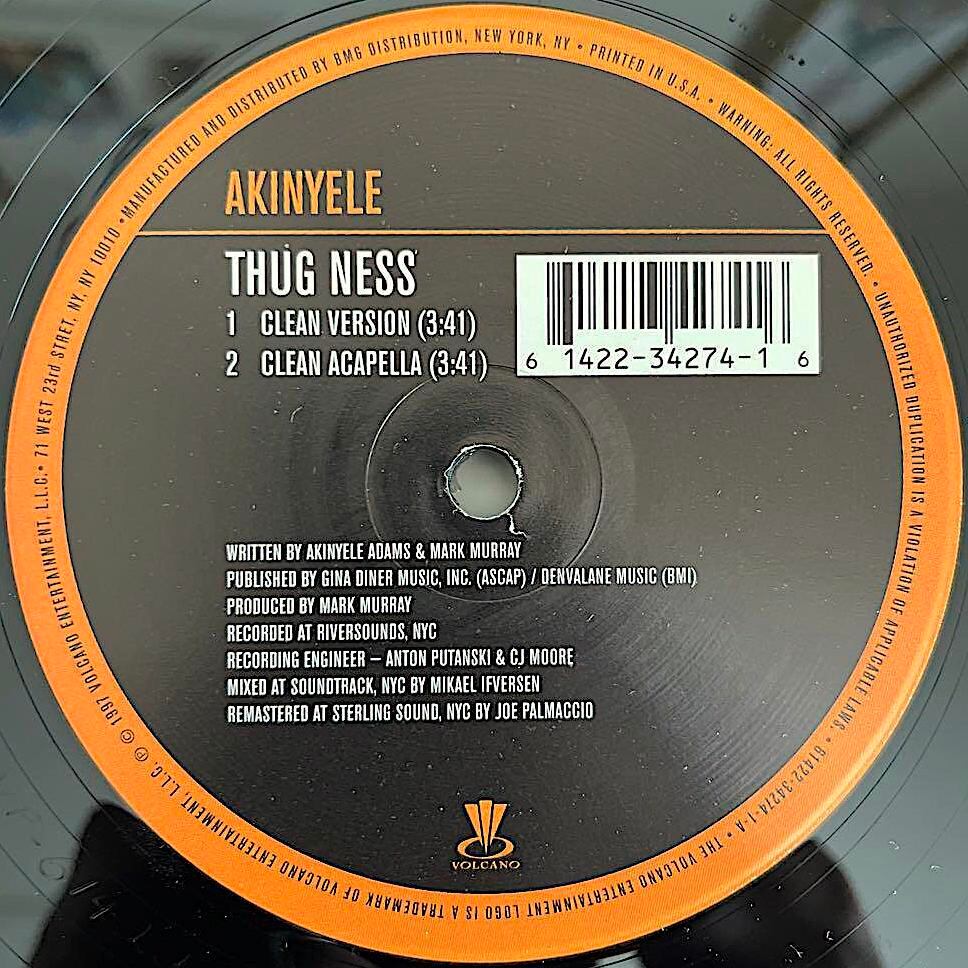 AKINYELE
THUG NESS
1 CLEAN VERSION (3:41)
2 CLEAN ACAPELLA (3:41)
6 1422-34274-1 6
WRITTEN BY AKINYELE ADAMS & MARK MURRAY
PUBLISHED BY GINA DINER MUSIC, INC. (ASCAP) / DENVALANE MUSIC (BMI)
PRODUCED BY MARK MURRAY
RECORDED AT RIVERSOUNDS, NYC
RECORDING ENGINEER – ANTON PUTANSKI & CJ MOORE
MIXED AT SOUNDTRACK, NYC BY MIKAEL IFVERSEN
REMASTERED AT STERLING SOUND, NYC BY JOE PALMACCIO
VOLCANO
℗ © 1997 VOLCANO ENTERTAINMENT, L.L.C. • 71 WEST 23rd STRET, NY, NY 10010 • MANUFACTURED AND DISTRIBUTED BY BMG DISTRIBUTION, NEW YORK, NY • PRINTED IN U.S.A. • WARNING: ALL RIGHTS RESERVED. • UNAUTHORIZED DUPLICATION IS A VIOLATION OF APPLICABLE LAWS. • 61422-34274-1-A • THE VOLCANO ENTERTAINMENT LOGO IS A TRADEMARK OF VOLCANO ENTERTAINMENT, L.L.C.